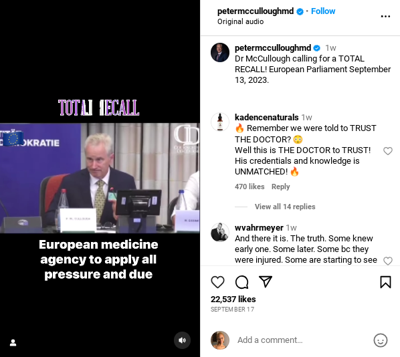 petermcculloughmd • Follow
Original audio
petermcculloughmd 1w
Dr McCullough calling for a TOTAL
RECALL! European Parliament September
13, 2023.
TOTAL RECALL
OKRATIE
European medicine
agency to apply all
pressure and due
kadencenaturals 1w
🔥 Remember we were told to TRUST
THE DOCTOR? 😳
Well this is THE DOCTOR to TRUST!
His credentials and knowledge is
UNMATCHED! 🔥
470 likes Reply
View all 14 replies
wvahrmeyer 1w
And there it is. The truth. Some knew
early one. Some later. Some bc they
were injured. Some are starting to see
22,537 likes
SEPTEMBER 17
Add a comment...